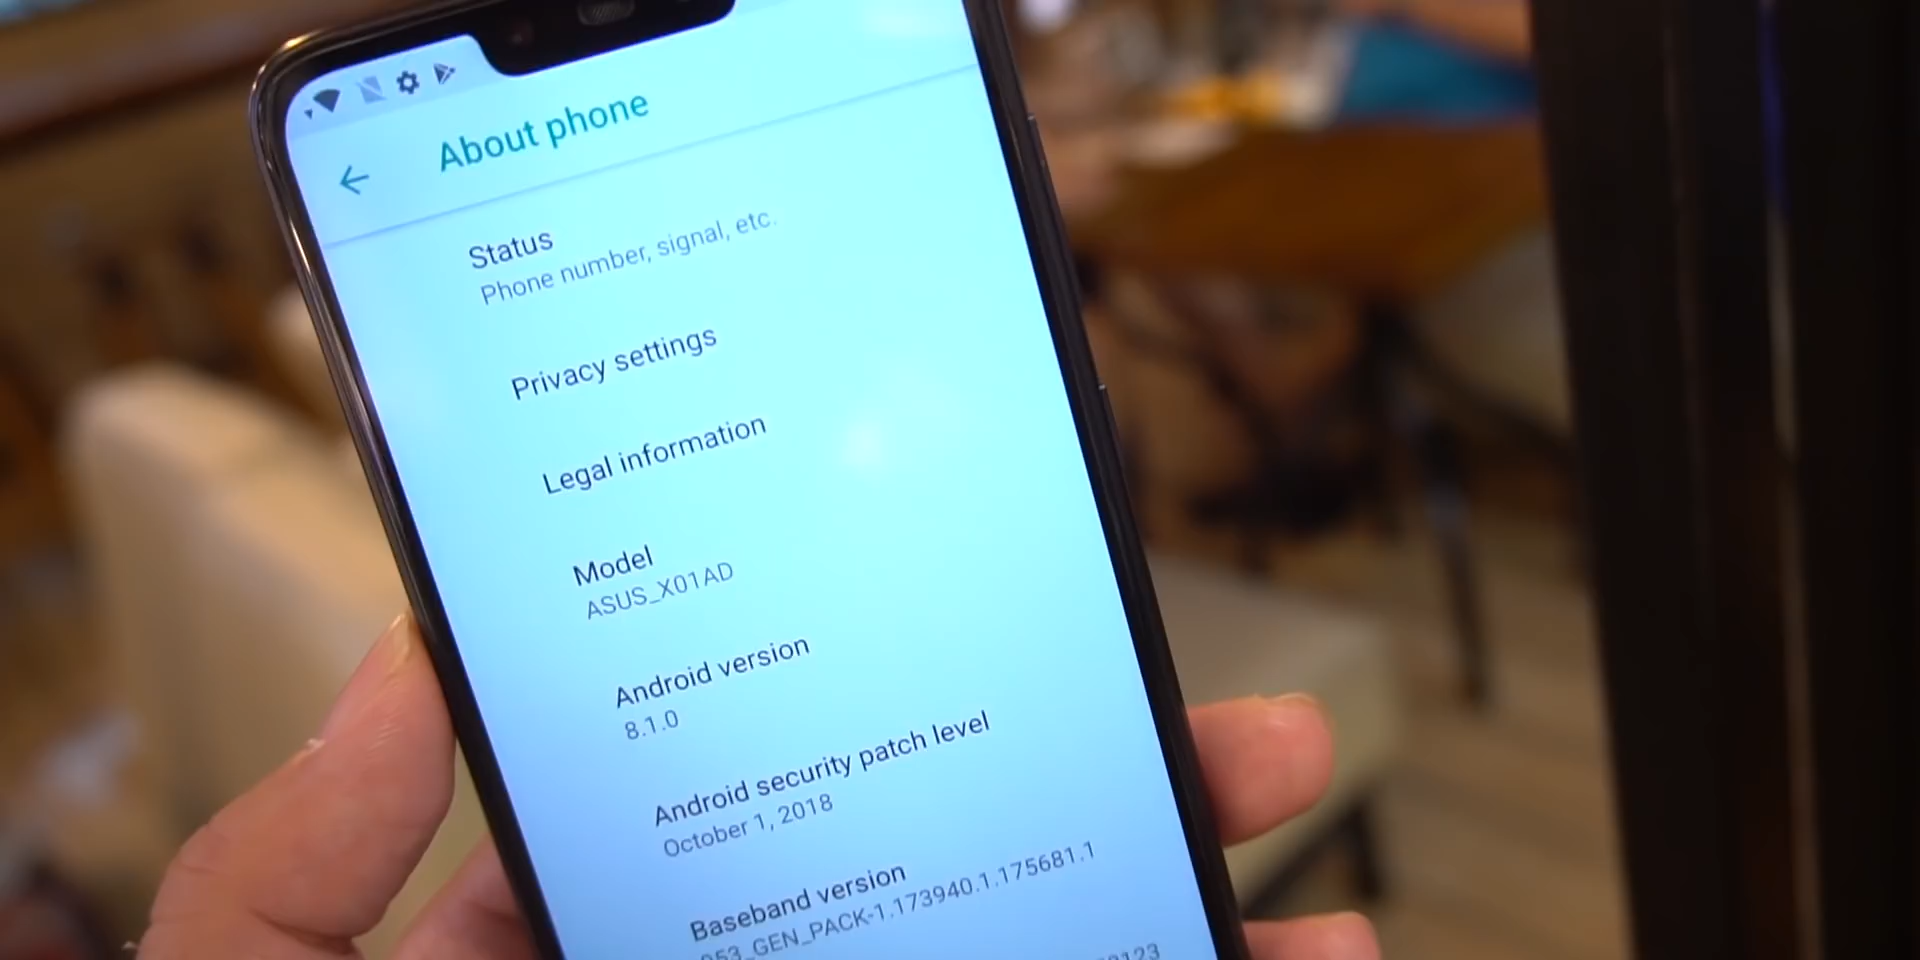 About phone
Status
Phone number, signal, etc.
Privacy settings
Legal information
Model
ASUS_X01AD
Android version
8.1.0
Android security patch level
October 1, 2018
Baseband version
953_GEN_PACK-1.173940.1.175681.1